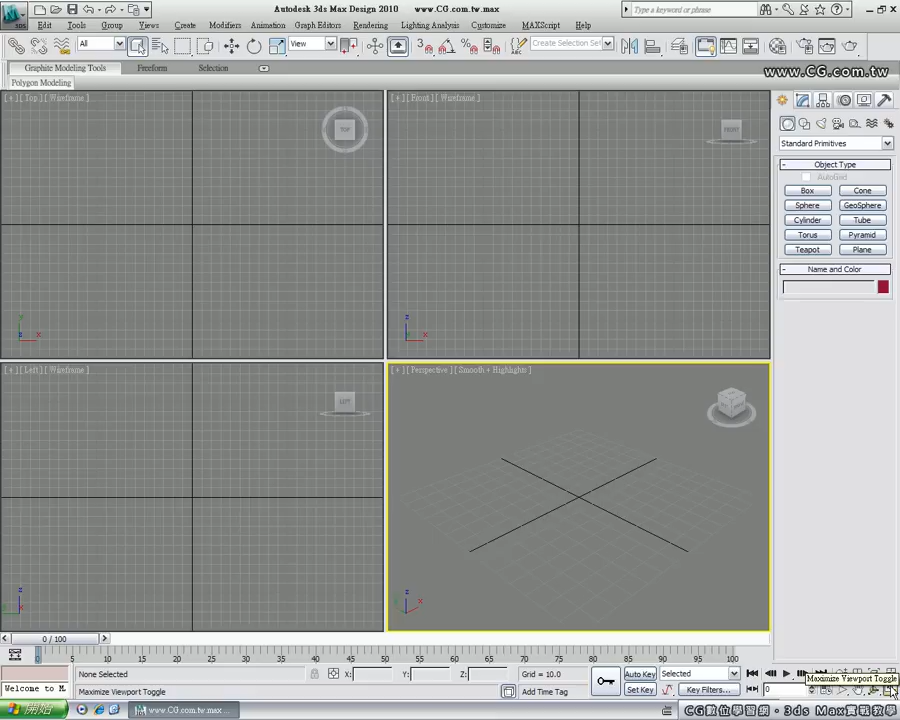 Autodesk 3ds Max Design 2010 www.CG.com.tw.max
Type a keyword or phrase
Edit Tools Group Views Create Modifiers Animation Graph Editors Rendering Lighting Analysis Customize MAXScript Help
All View Create Selection Set
Graphite Modeling Tools Freeform Selection
www.CG.com.tw
Polygon Modeling
[ + ] [ Top ] [ Wireframe ]
TOP
[ + ] [ Front ] [ Wireframe ]
FRONT
Standard Primitives
Object Type
AutoGrid
Box Cone
Sphere GeoSphere
Cylinder Tube
Torus Pyramid
Teapot Plane
Name and Color
[ + ] [ Left ] [ Wireframe ]
LEFT
[ + ] [ Perspective ] [ Smooth + Highlights ]
0 / 100
0 5 10 15 20 25 30 35 40 45 50 55 60 65 70 75 80 85 90 95 100
None Selected X: Y: Z: Grid = 10.0 Auto Key Selected
Maximize Viewport Toggle
Welcome to M Maximize Viewport Toggle Add Time Tag Set Key Key Filters... 0
開始 www.CG.com.tw.max ... CG數位學習網・3ds Max實戰教學